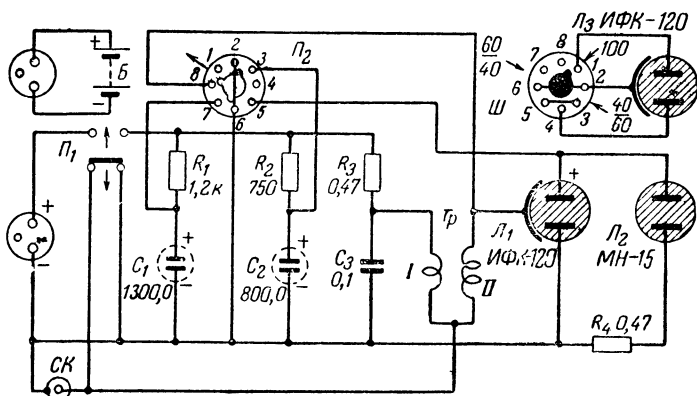 Л₃ ИФК-120
+
Б
-
1
2
3
4
5
6
7
8
П₂
60/40
100
8
1
7
2
6
Ш
5
4
3
40/60
П₁
+
-
R₁
1,2к
R₂
750
R₃
0,47
Тр
I
II
+
Л₁
ИФК-120
Л₂
МН-15
C₁
1300,0
+
-
C₂
800,0
+
-
C₃
0,1
R₄ 0,47
СК